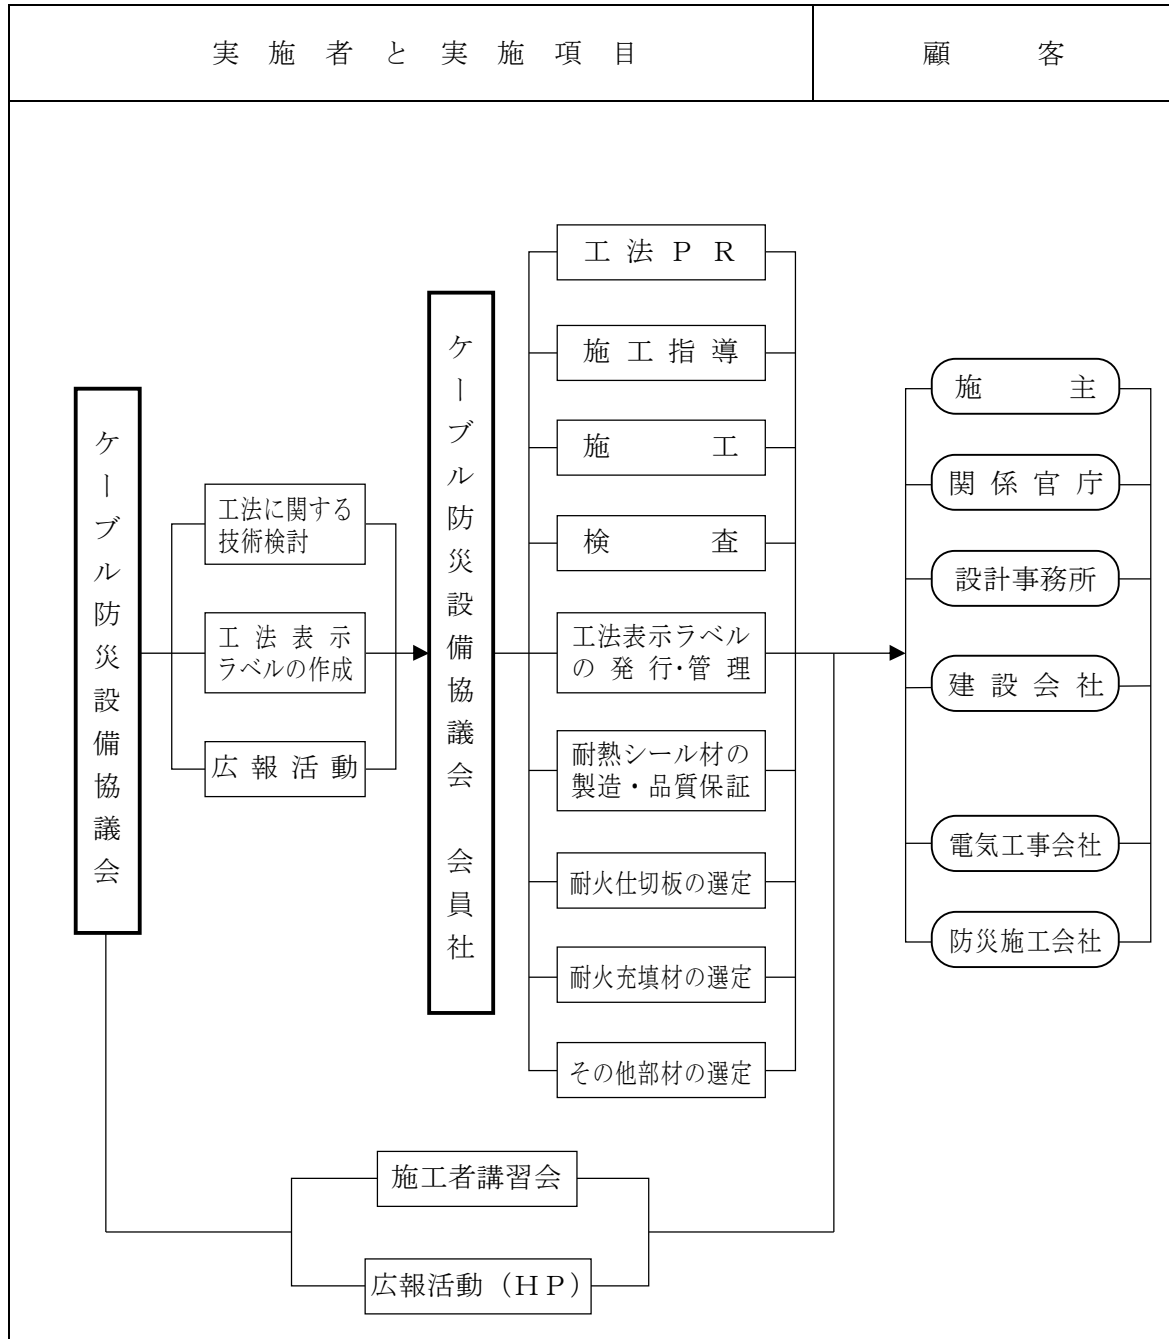 実施者と実施項目
顧客
ケーブル防災設備協議会
工法に関する
技術検討
工法表示
ラベルの作成
広報活動
ケーブル防災設備協議会 会員社
工法ＰＲ
施工指導
施工
検査
工法表示ラベル
の発行・管理
耐熱シール材の
製造・品質保証
耐火仕切板の選定
耐火充填材の選定
その他部材の選定
施主
関係官庁
設計事務所
建設会社
電気工事会社
防災施工会社
施工者講習会
広報活動（ＨＰ）